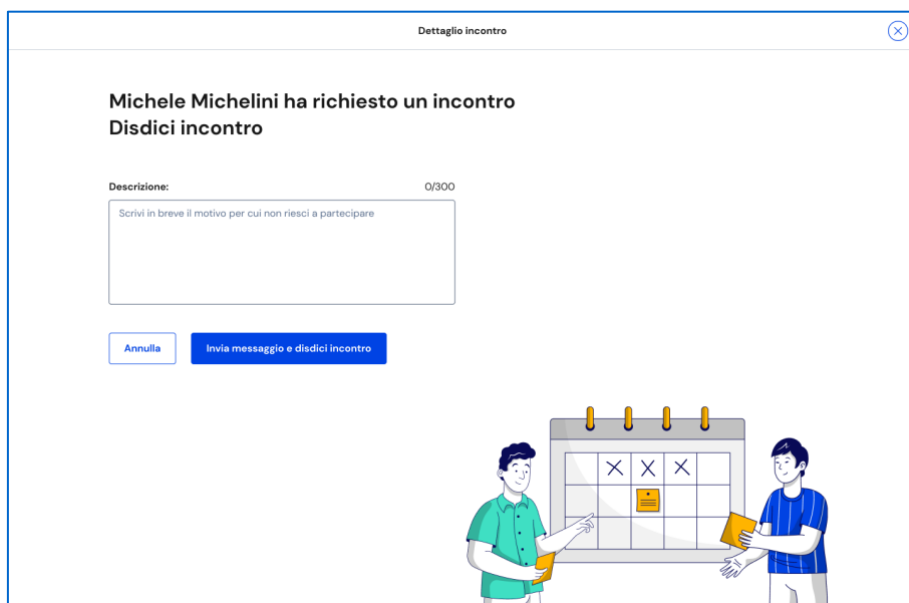 Dettaglio incontro
Michele Michelini ha richiesto un incontro
Disdici incontro
Descrizione:
0/300
Scrivi in breve il motivo per cui non riesci a partecipare
Annulla
Invia messaggio e disdici incontro